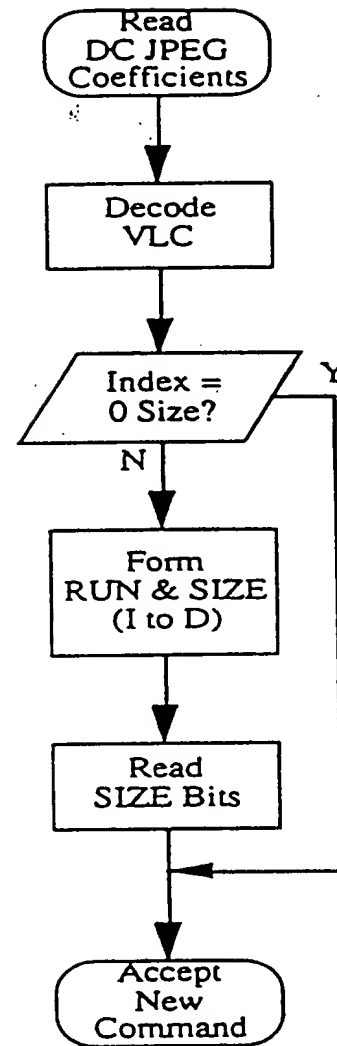 Read
DC JPEG
Coefficients
Decode
VLC
Index =
0 Size?
Y
N
Form
RUN & SIZE
(I to D)
Read
SIZE Bits
Accept
New
Command